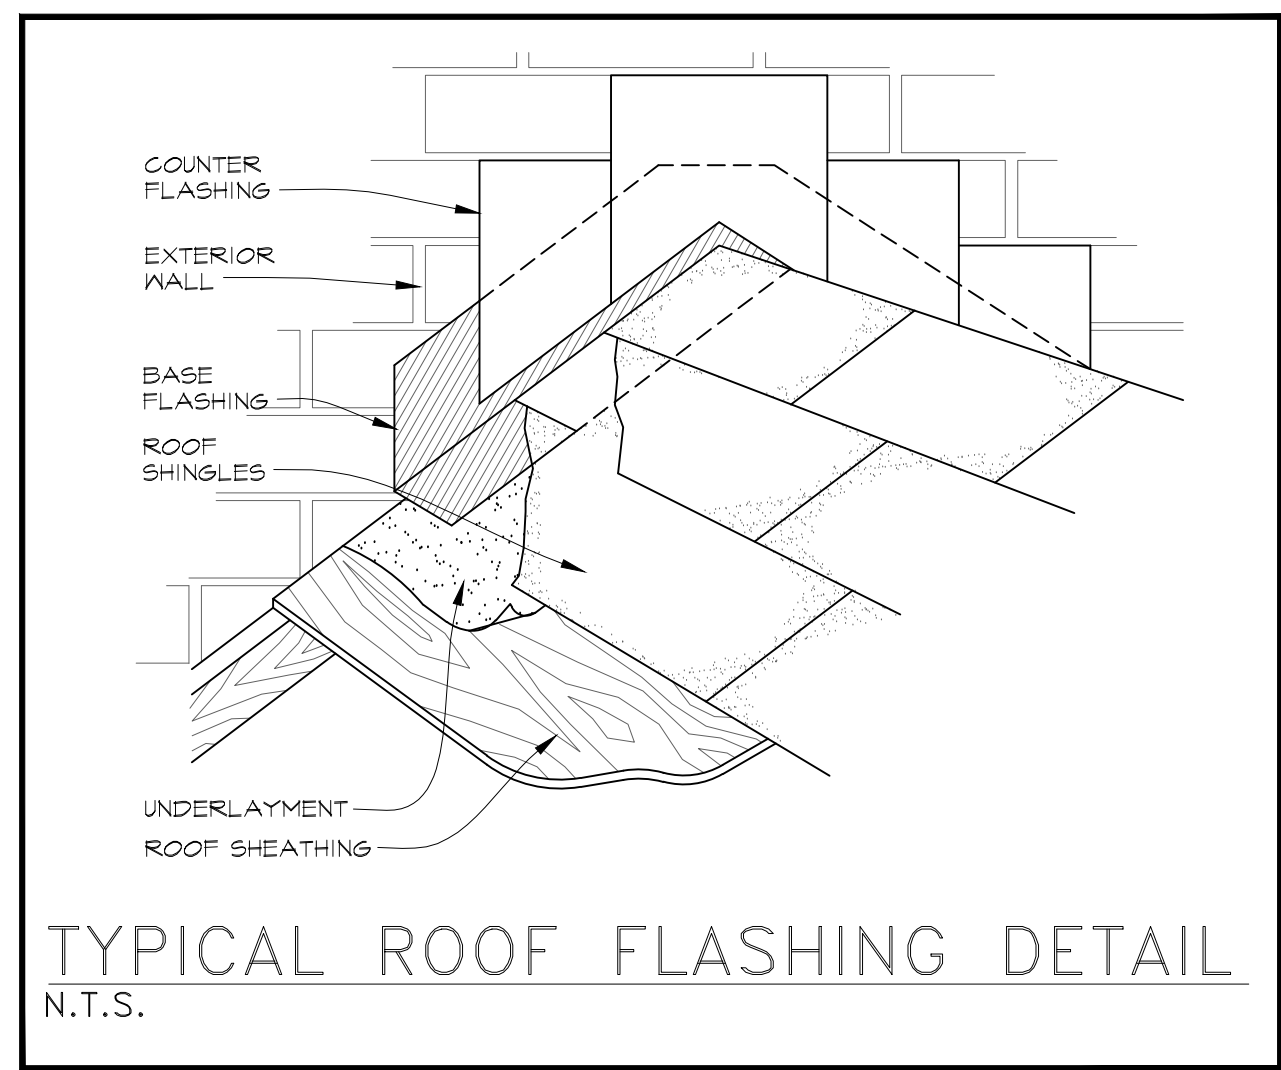 COUNTER
FLASHING
EXTERIOR
WALL
BASE
FLASHING
ROOF
SHINGLES
UNDERLAYMENT
ROOF SHEATHING
TYPICAL ROOF FLASHING DETAIL
N.T.S.